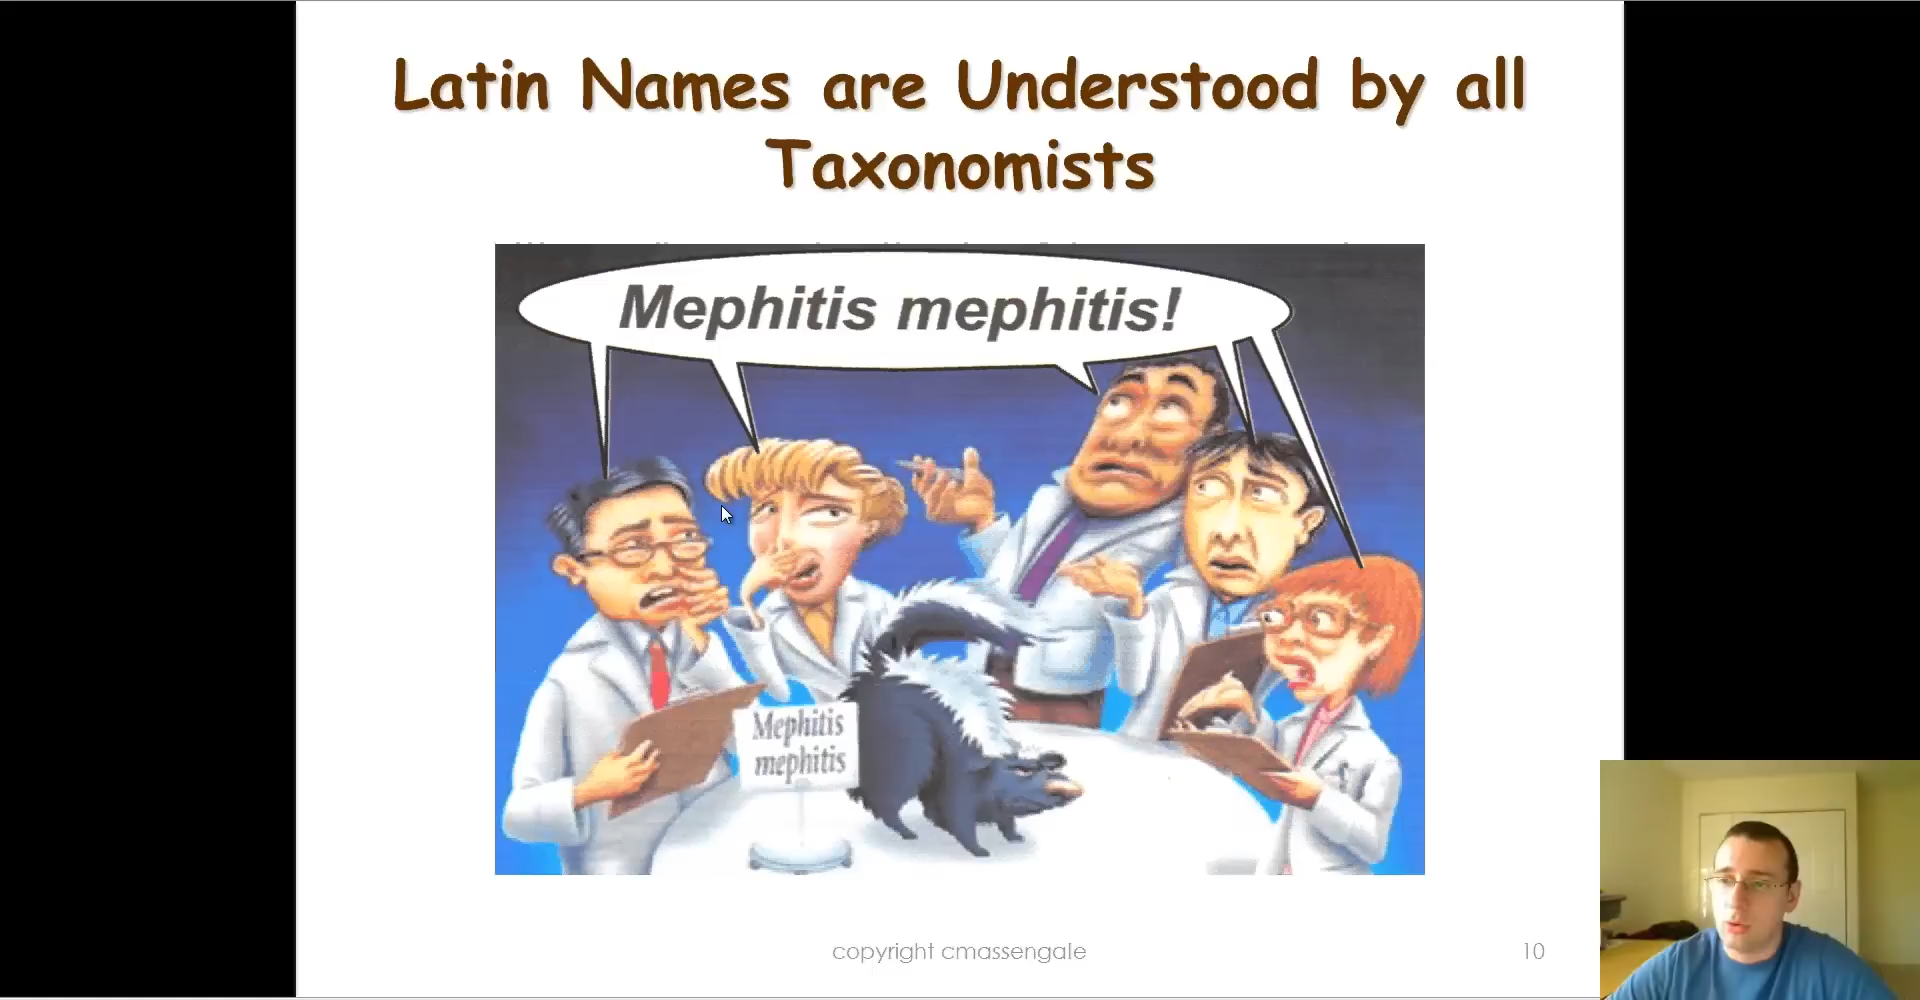 Latin Names are Understood by all
Taxonomists
Mephitis mephitis!
Mephitis
mephitis
copyright cmassengale
10